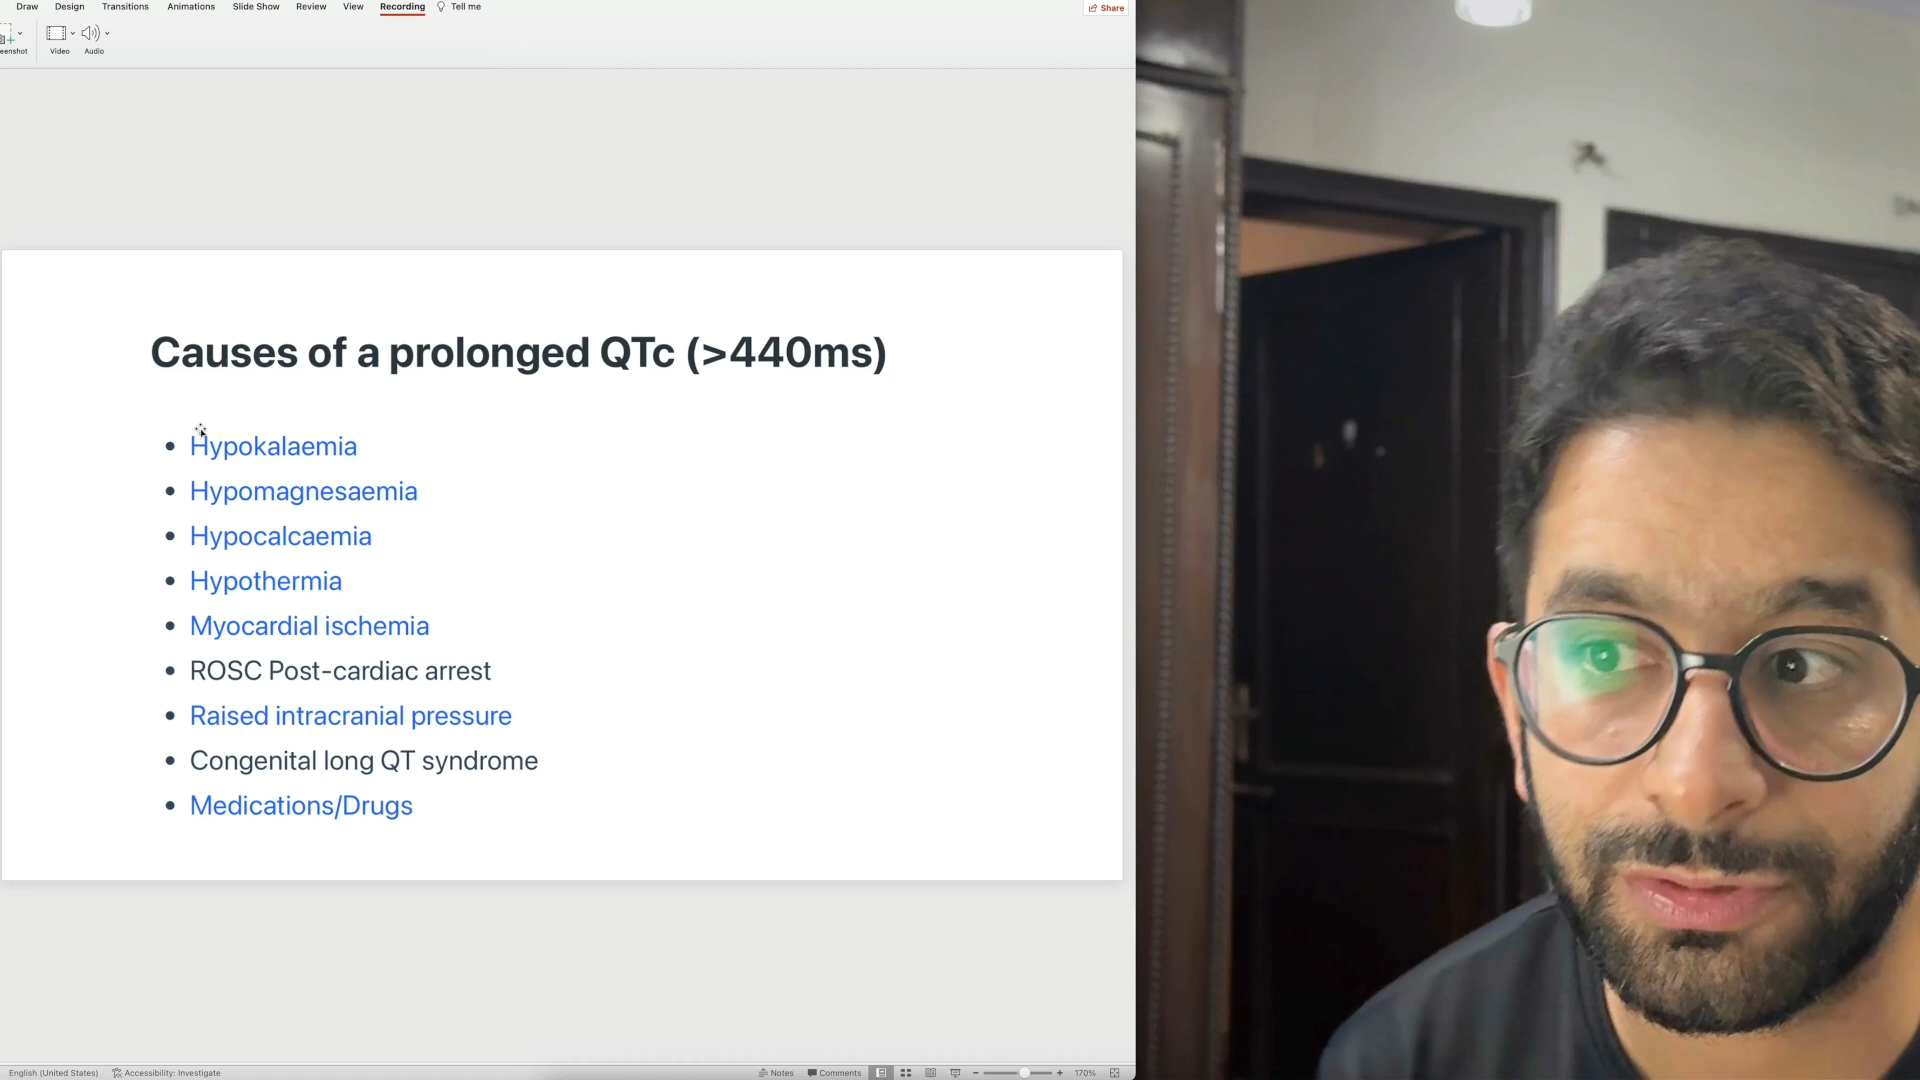 Draw Design Transitions Animations Slide Show Review View Recording Tell me
Share
Video Audio
Causes of a prolonged QTc (>440ms)
• Hypokalaemia
• Hypomagnesaemia
• Hypocalcaemia
• Hypothermia
• Myocardial ischemia
• ROSC Post-cardiac arrest
• Raised intracranial pressure
• Congenital long QT syndrome
• Medications/Drugs
English (United States) Accessibility: Investigate Notes Comments 170%